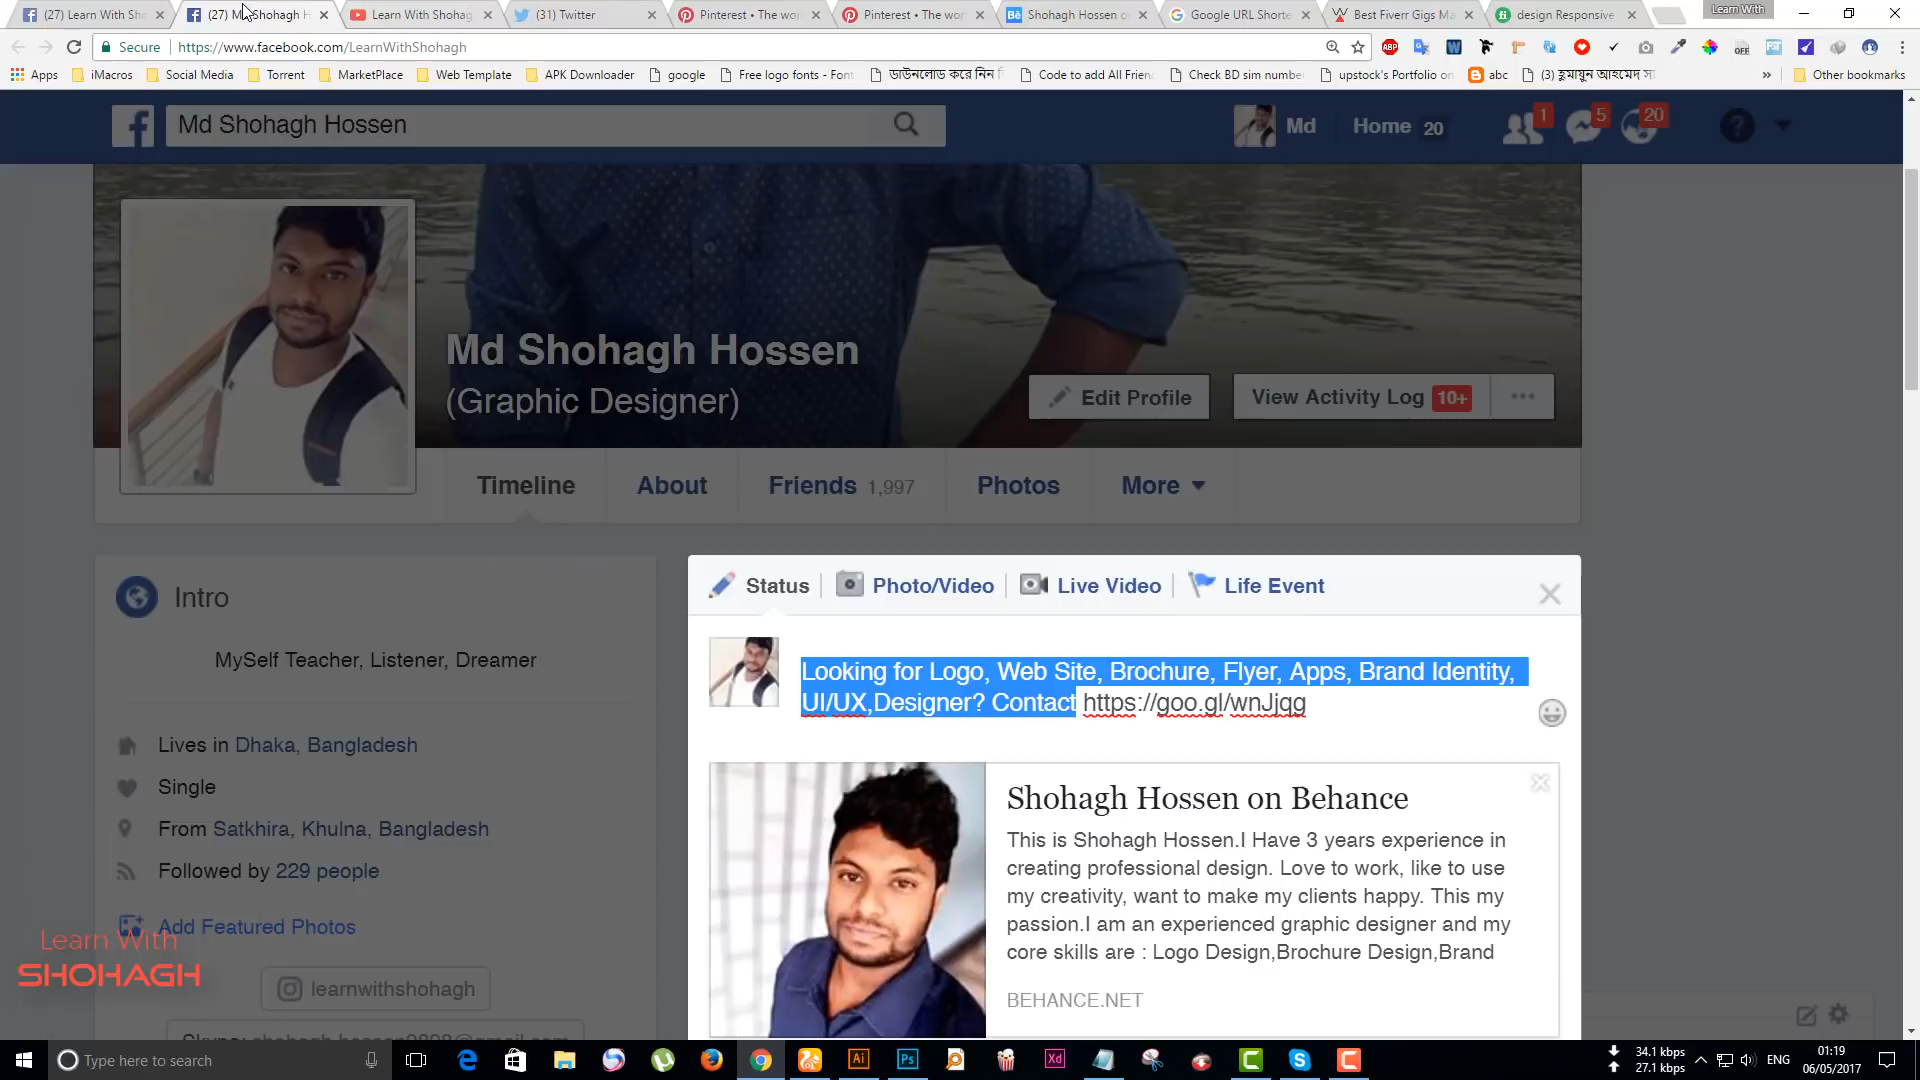 (27) Learn With Sh
(27) M Shohagh H
Learn With Shohag
(31) Twitter
Pinterest • The wor
Pinterest • The wor
Shohagh Hossen o
Google URL Shorte
Best Fiverr Gigs Ma
design Responsive
Learn With
Secure
https://www.facebook.com/LearnWithShohagh
Apps
iMacros
Social Media
Torrent
MarketPlace
Web Template
APK Downloader
google
Free logo fonts - Fon
ডাউনলোড করে নিন
Code to add All Frien
Check BD sim numbe
upstock's Portfolio on
abc
(3) হুমায়ুন আহমেদ স্য
»
Other bookmarks
Md Shohagh Hossen
Md
Home 20
1
5
20
Md Shohagh Hossen
(Graphic Designer)
Edit Profile
View Activity Log 10+
Timeline
About
Friends 1,997
Photos
More
Intro
MySelf Teacher, Listener, Dreamer
Lives in Dhaka, Bangladesh
Single
From Satkhira, Khulna, Bangladesh
Followed by 229 people
Add Featured Photos
learnwithshohagh
Learn With
SHOHAGH
Status
Photo/Video
Live Video
Life Event
Looking for Logo, Web Site, Brochure, Flyer, Apps, Brand Identity,
UI/UX,Designer? Contact https://goo.gl/wnJjqg
Shohagh Hossen on Behance
This is Shohagh Hossen.I Have 3 years experience in
creating professional design. Love to work, like to use
my creativity, want to make my clients happy. This my
passion.I am an experienced graphic designer and my
core skills are : Logo Design,Brochure Design,Brand
BEHANCE.NET
Type here to search
34.1 kbps
27.1 kbps
ENG
01:19
06/05/2017